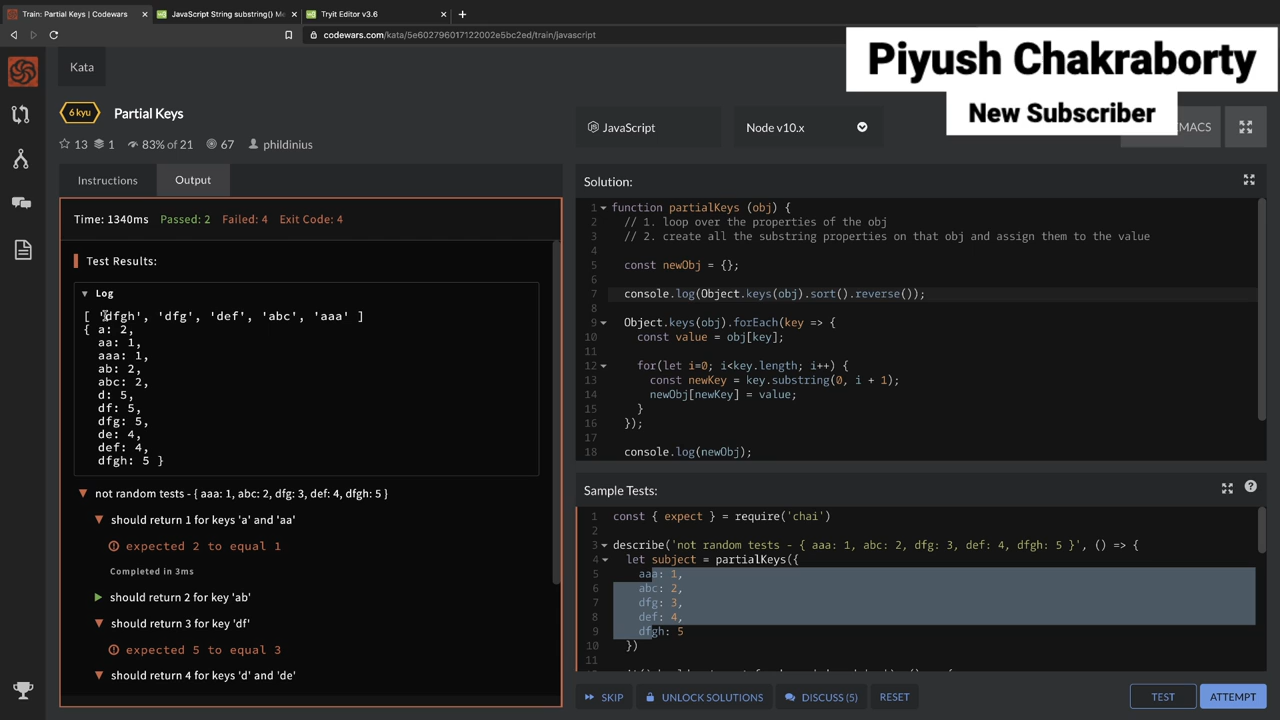 Train: Partial Keys | Codewars
JavaScript String substring() M
Tryit Editor v3.6
codewars.com/kata/5e602796017122002e5bc2ed/train/javascript
Piyush Chakraborty
New Subscriber
Kata
6 kyu
Partial Keys
13 1 83% of 21 67 phildinius
JavaScript
Node v10.x
EMACS
Instructions
Output
Time: 1340ms Passed: 2 Failed: 4 Exit Code: 4
Test Results:
Log
[ 'dfgh', 'dfg', 'def', 'abc', 'aaa' ]
{ a: 2,
aa: 1,
aaa: 1,
ab: 2,
abc: 2,
d: 5,
df: 5,
dfg: 5,
de: 4,
def: 4,
dfgh: 5 }
not random tests - { aaa: 1, abc: 2, dfg: 3, def: 4, dfgh: 5 }
should return 1 for keys 'a' and 'aa'
expected 2 to equal 1
Completed in 3ms
should return 2 for key 'ab'
should return 3 for key 'df'
expected 5 to equal 3
should return 4 for keys 'd' and 'de'
Solution:
1 function partialKeys (obj) {
2 // 1. loop over the properties of the obj
3 // 2. create all the substring properties on that obj and assign them to the value
4
5 const newObj = {};
6
7 console.log(Object.keys(obj).sort().reverse());
8
9 Object.keys(obj).forEach(key => {
10 const value = obj[key];
11
12 for(let i=0; i<key.length; i++) {
13 const newKey = key.substring(0, i + 1);
14 newObj[newKey] = value;
15 }
16 });
17
18 console.log(newObj);
Sample Tests:
1 const { expect } = require('chai')
2
3 describe('not random tests - { aaa: 1, abc: 2, dfg: 3, def: 4, dfgh: 5 }', () => {
4 let subject = partialKeys({
5 aaa: 1,
6 abc: 2,
7 dfg: 3,
8 def: 4,
9 dfgh: 5
10 })
11
SKIP
UNLOCK SOLUTIONS
DISCUSS (5)
RESET
TEST
ATTEMPT